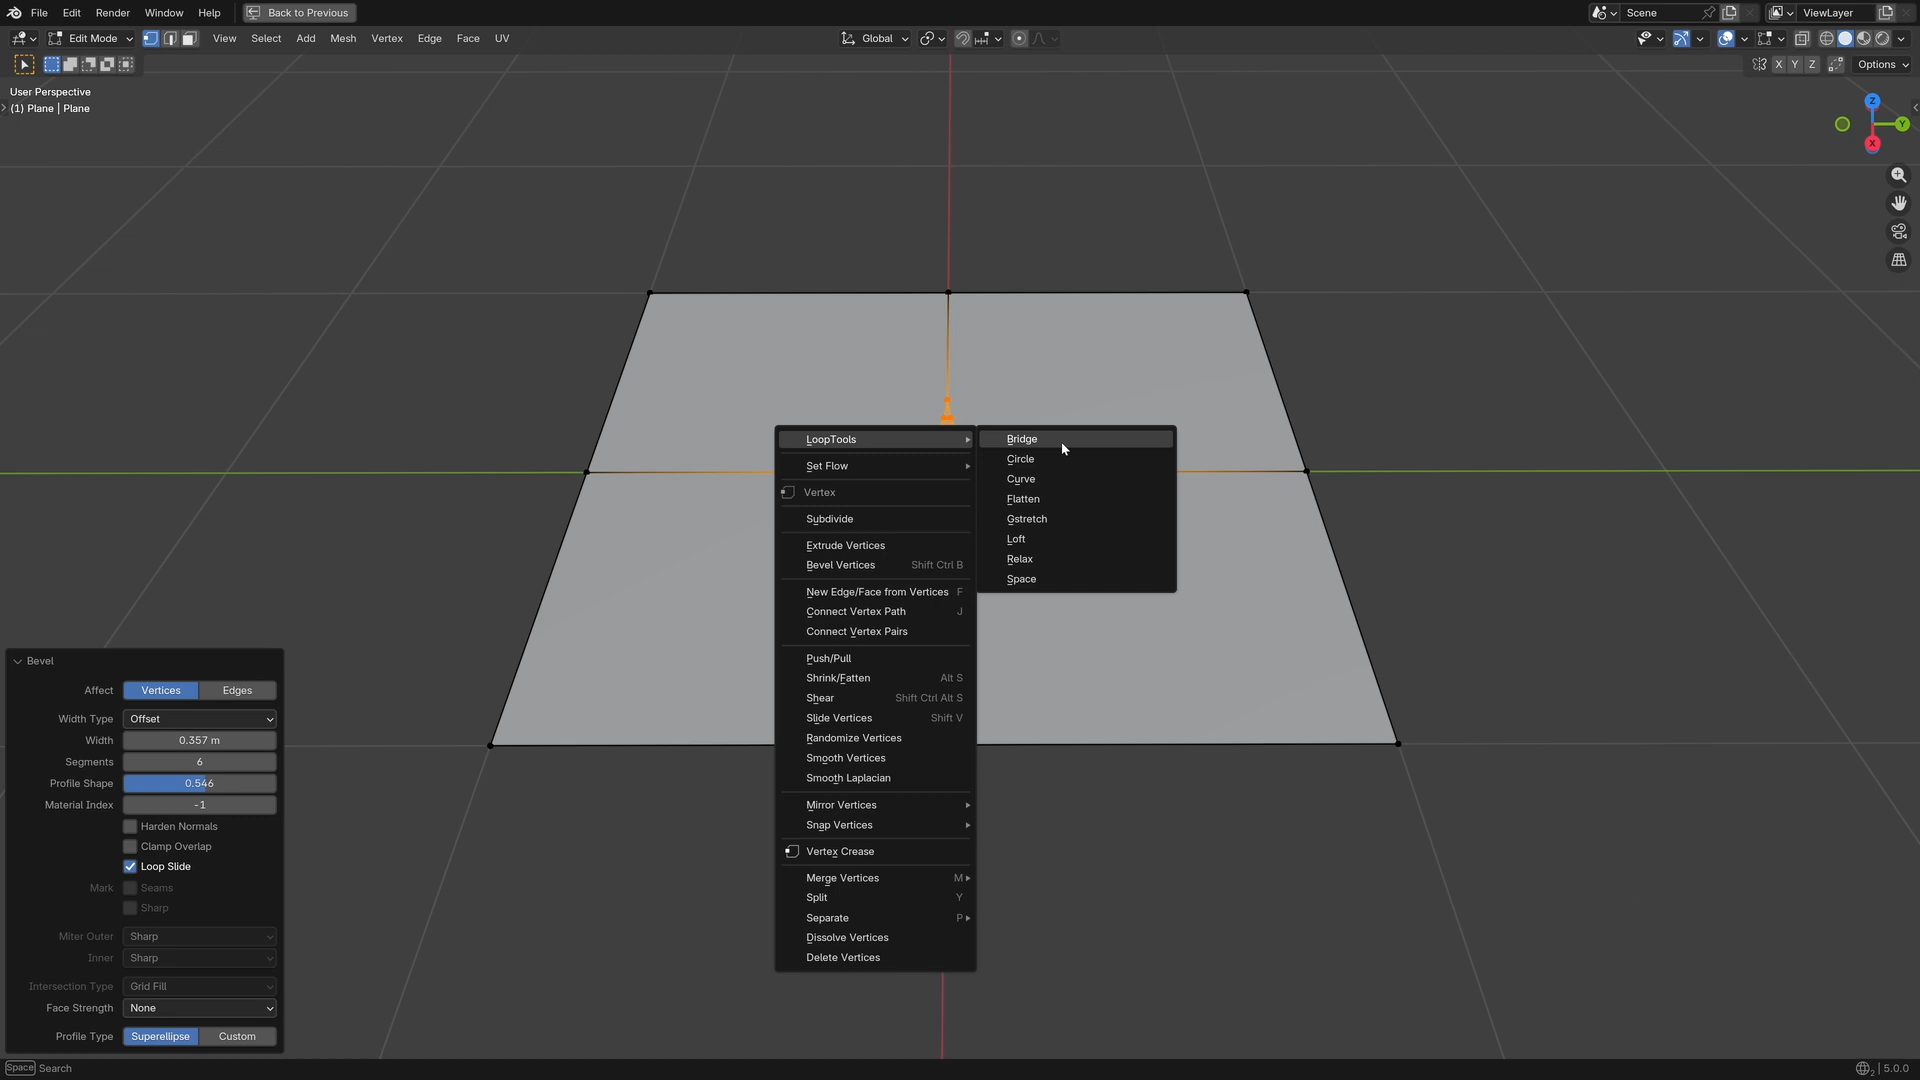 File Edit Render Window Help Back to Previous Scene ViewLayer
Edit Mode View Select Add Mesh Vertex Edge Face UV Global
X Y Z Options
User Perspective
(1) Plane | Plane
Z
Y
X
LoopTools
Set Flow
Vertex
Subdivide
Extrude Vertices
Bevel Vertices Shift Ctrl B
New Edge/Face from Vertices F
Connect Vertex Path J
Connect Vertex Pairs
Push/Pull
Shrink/Fatten Alt S
Shear Shift Ctrl Alt S
Slide Vertices Shift V
Randomize Vertices
Smooth Vertices
Smooth Laplacian
Mirror Vertices
Snap Vertices
Vertex Crease
Merge Vertices M
Split Y
Separate P
Dissolve Vertices
Delete Vertices
Bridge
Circle
Curve
Flatten
Gstretch
Loft
Relax
Space
Bevel
Affect Vertices Edges
Width Type Offset
Width 0.357 m
Segments 6
Profile Shape 0.546
Material Index -1
Harden Normals
Clamp Overlap
Loop Slide
Mark Seams
Sharp
Miter Outer Sharp
Inner Sharp
Intersection Type Grid Fill
Face Strength None
Profile Type Superellipse Custom
Space Search 2 | 5.0.0